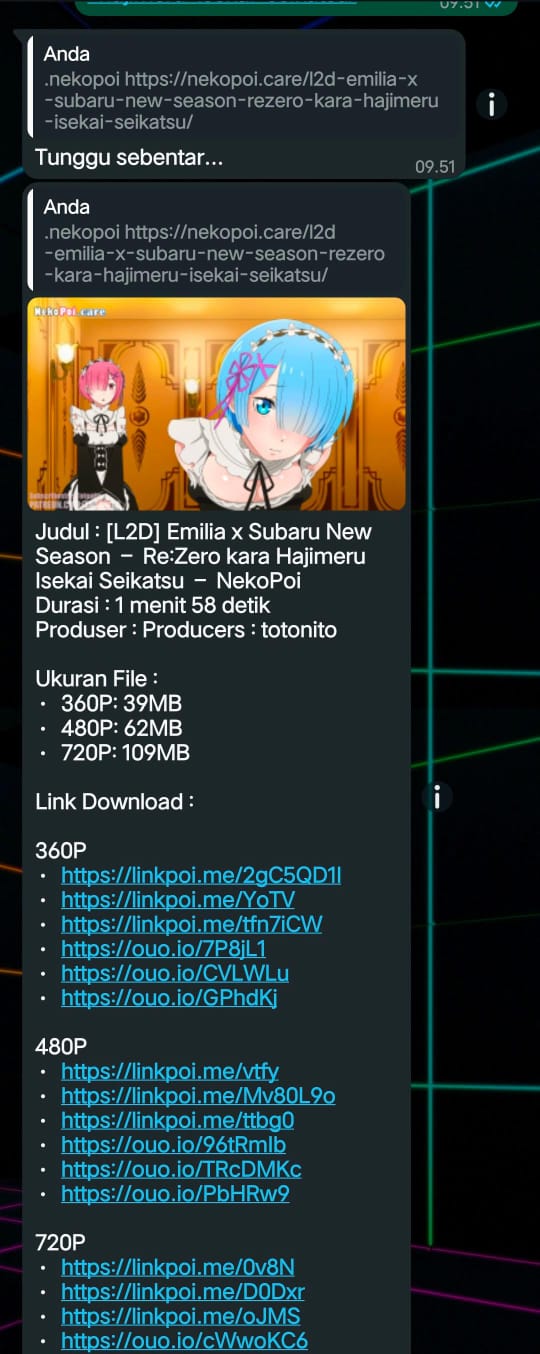 09.51
Anda
.nekopoi https://nekopoi.care/l2d-emilia-x
-subaru-new-season-rezero-kara-hajimeru
-isekai-seikatsu/
Tunggu sebentar...
09.51
Anda
.nekopoi https://nekopoi.care/l2d
-emilia-x-subaru-new-season-rezero
-kara-hajimeru-isekai-seikatsu/
NekoPoi.care
Judul : [L2D] Emilia x Subaru New
Season – Re:Zero kara Hajimeru
Isekai Seikatsu – NekoPoi
Durasi : 1 menit 58 detik
Produser : Producers : totonito
Ukuran File :
• 360P: 39MB
• 480P: 62MB
• 720P: 109MB
Link Download :
360P
• https://linkpoi.me/2gC5QD1l
• https://linkpoi.me/YoTV
• https://linkpoi.me/tfn7iCW
• https://ouo.io/7P8jL1
• https://ouo.io/CVLWLu
• https://ouo.io/GPhdKj
480P
• https://linkpoi.me/vtfy
• https://linkpoi.me/Mv80L9o
• https://linkpoi.me/ttbg0
• https://ouo.io/96tRmIb
• https://ouo.io/TRcDMKc
• https://ouo.io/PbHRw9
720P
• https://linkpoi.me/0v8N
• https://linkpoi.me/D0Dxr
• https://linkpoi.me/oJMS
• https://ouo.io/cWwoKC6